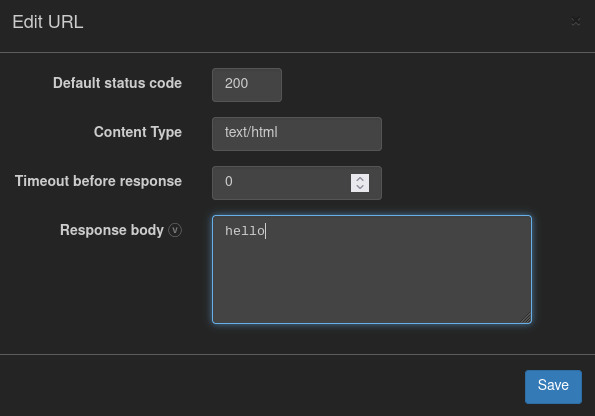 Edit URL ×
Default status code 200
Content Type text/html
Timeout before response 0
Response body v hello
Save